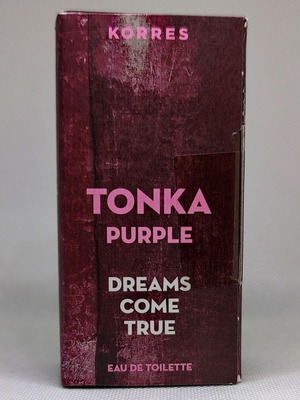 KORRES
TONKA
PURPLE
DREAMS
COME
TRUE
EAU DE TOILETTE